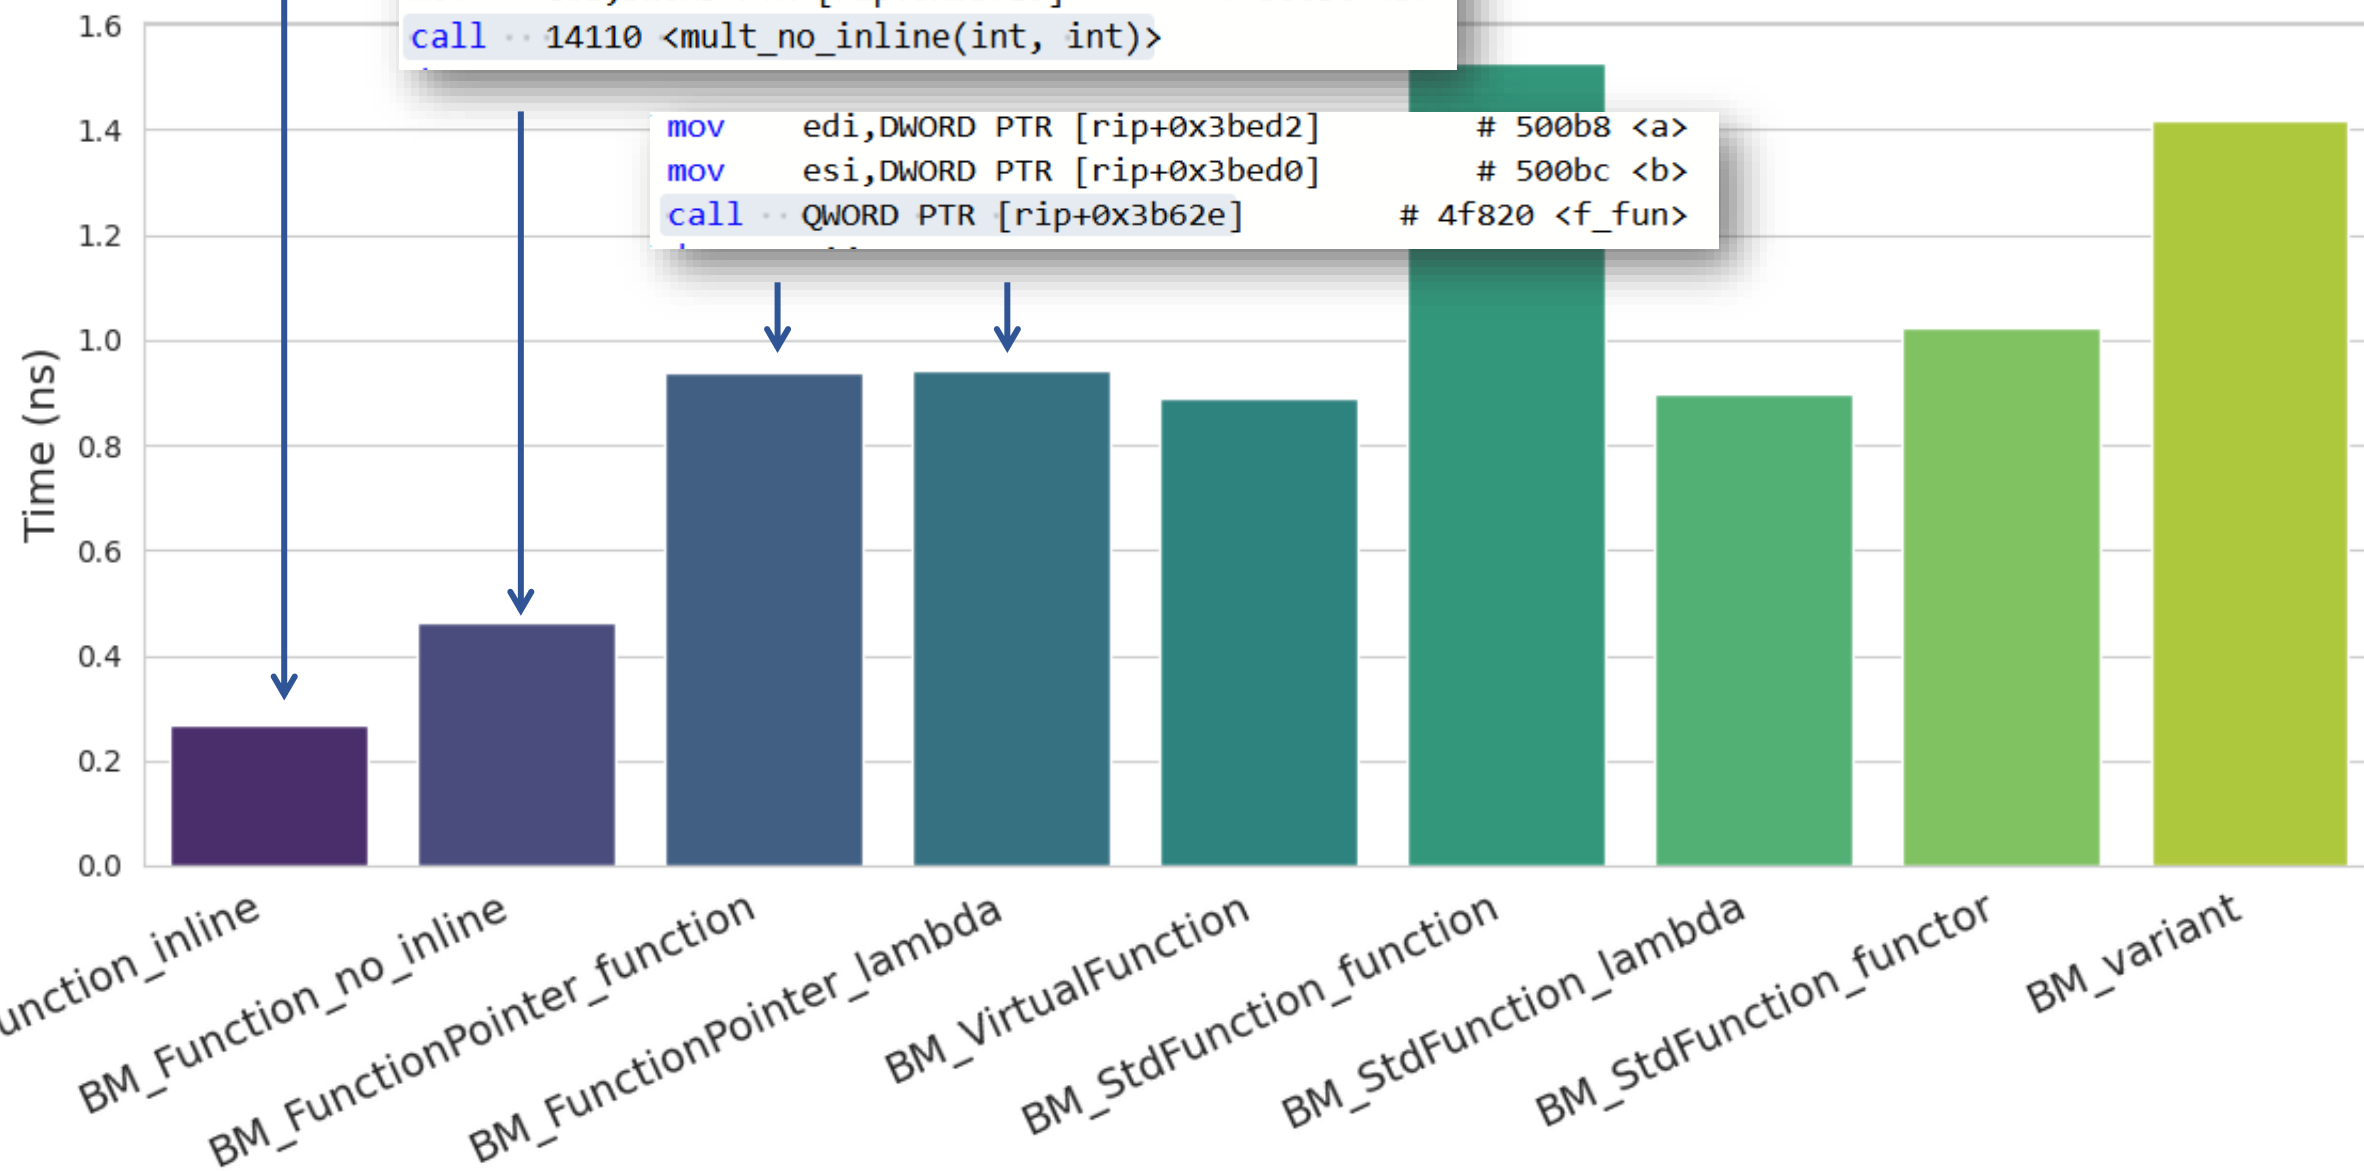 call 14110 <mult_no_inline(int, int)>
mov edi,DWORD PTR [rip+0x3bed2] # 500b8 <a>
mov esi,DWORD PTR [rip+0x3bed0] # 500bc <b>
call QWORD PTR [rip+0x3b62e] # 4f820 <f_fun>
1.6
1.4
1.2
1.0
0.8
0.6
0.4
0.2
0.0
Time (ns)
unction_inline
BM_Function_no_inline
BM_FunctionPointer_function
BM_FunctionPointer_lambda
BM_VirtualFunction
BM_StdFunction_function
BM_StdFunction_lambda
BM_StdFunction_functor
BM_variant